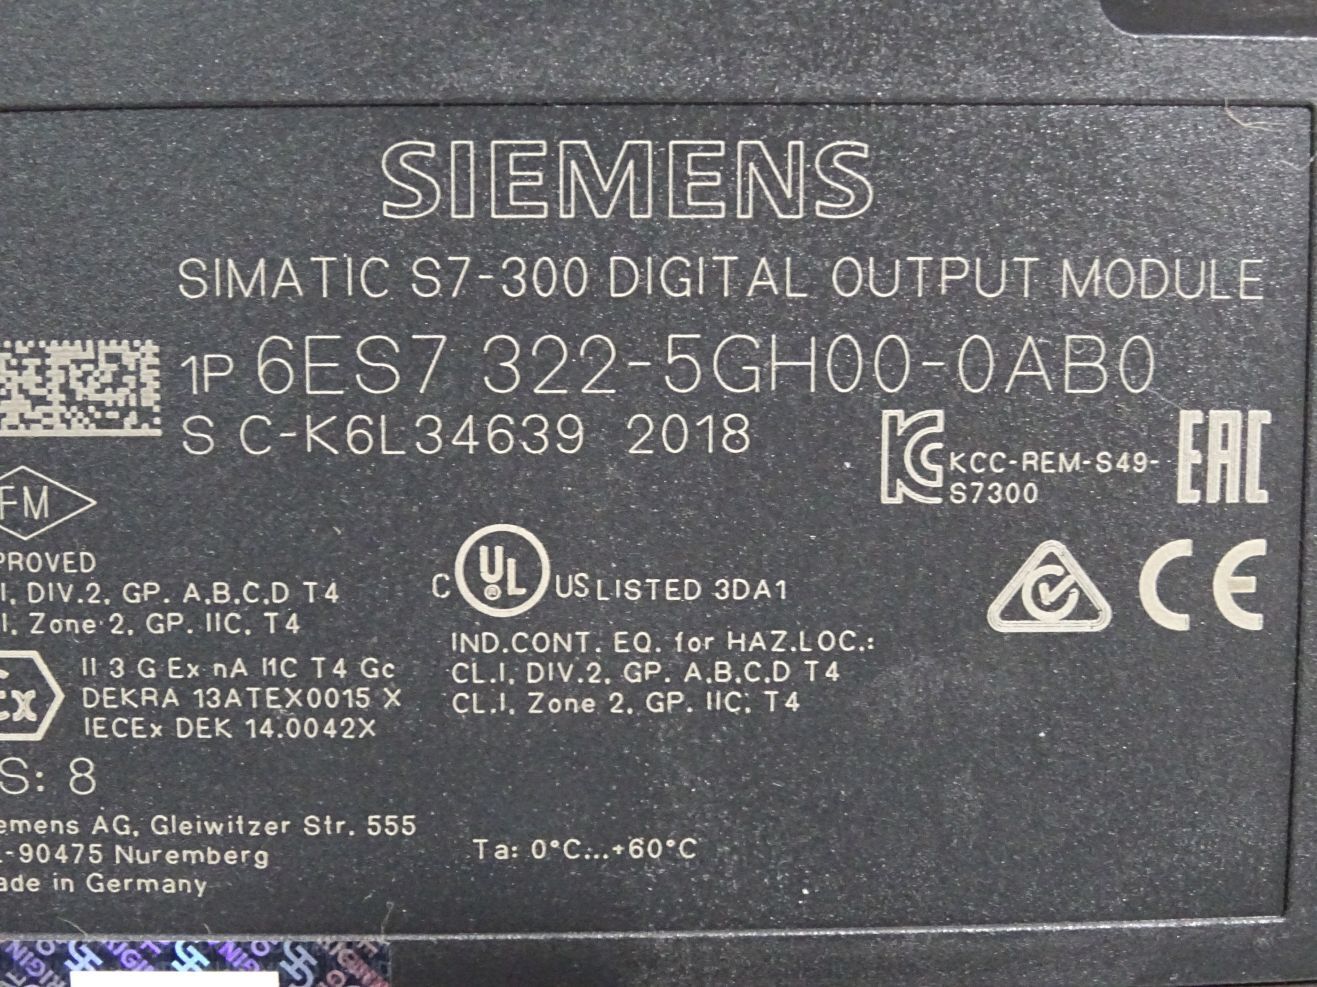 SIEMENS
SIMATIC S7-300 DIGITAL OUTPUT MODULE
1P 6ES7 322-5GH00-0AB0
S C-K6L34639 2018
KCC-REM-S49-
S7300
EAC
FM
PROVED
I, DIV.2, GP. A,B,C,D T4
I, Zone 2, GP. IIC, T4
C UL US LISTED 3DA1
IND.CONT. EQ. for HAZ.LOC.:
CL.I, DIV.2, GP. A,B,C,D T4
CL.I, Zone 2, GP. IIC, T4
CE
εx II 3 G Ex nA IIC T4 Gc
DEKRA 13ATEX0015 X
IECEx DEK 14.0042X
S: 8
emens AG, Gleiwitzer Str. 555
-90475 Nuremberg
ade in Germany
Ta: 0°C...+60°C